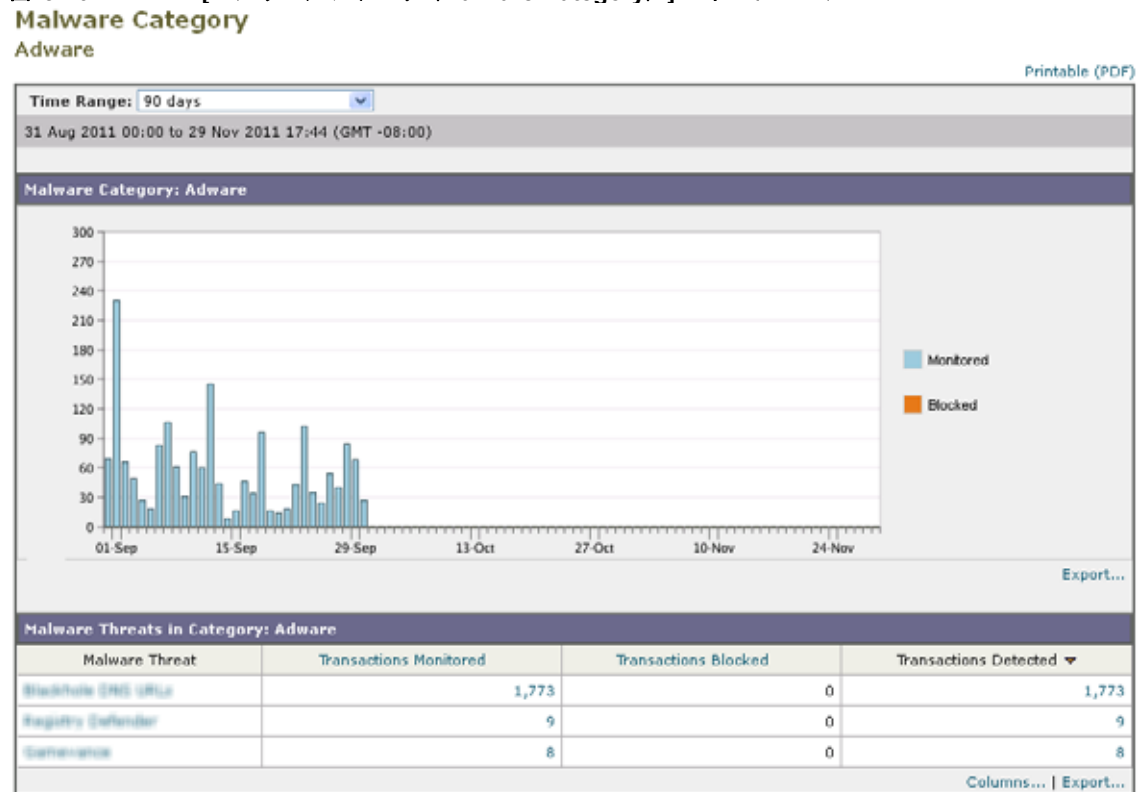 Malware Category
Adware
Printable (PDF)
Time Range: 90 days
31 Aug 2011 00:00 to 29 Nov 2011 17:44 (GMT -08:00)
Malware Category: Adware
300
270
240
210
180
150
120
90
60
30
0
01-Sep 15-Sep 29-Sep 13-Oct 27-Oct 10-Nov 24-Nov
Monitored
Blocked
Export...
Malware Threats in Category: Adware
Malware Threat Transactions Monitored Transactions Blocked Transactions Detected
1,773 0 1,773
9 0 9
8 0 8
Columns... | Export...